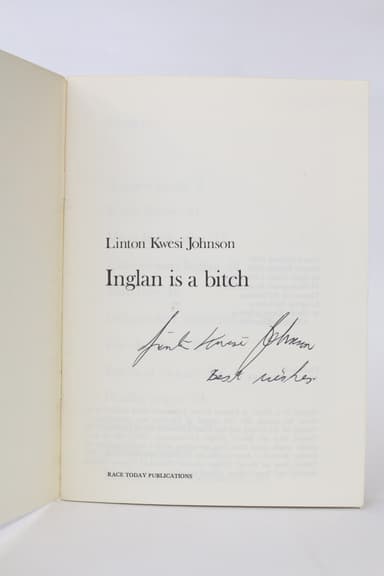 Linton Kwesi Johnson
Inglan is a bitch
Linton Kwesi Johnson
Best wishes
RACE TODAY PUBLICATIONS